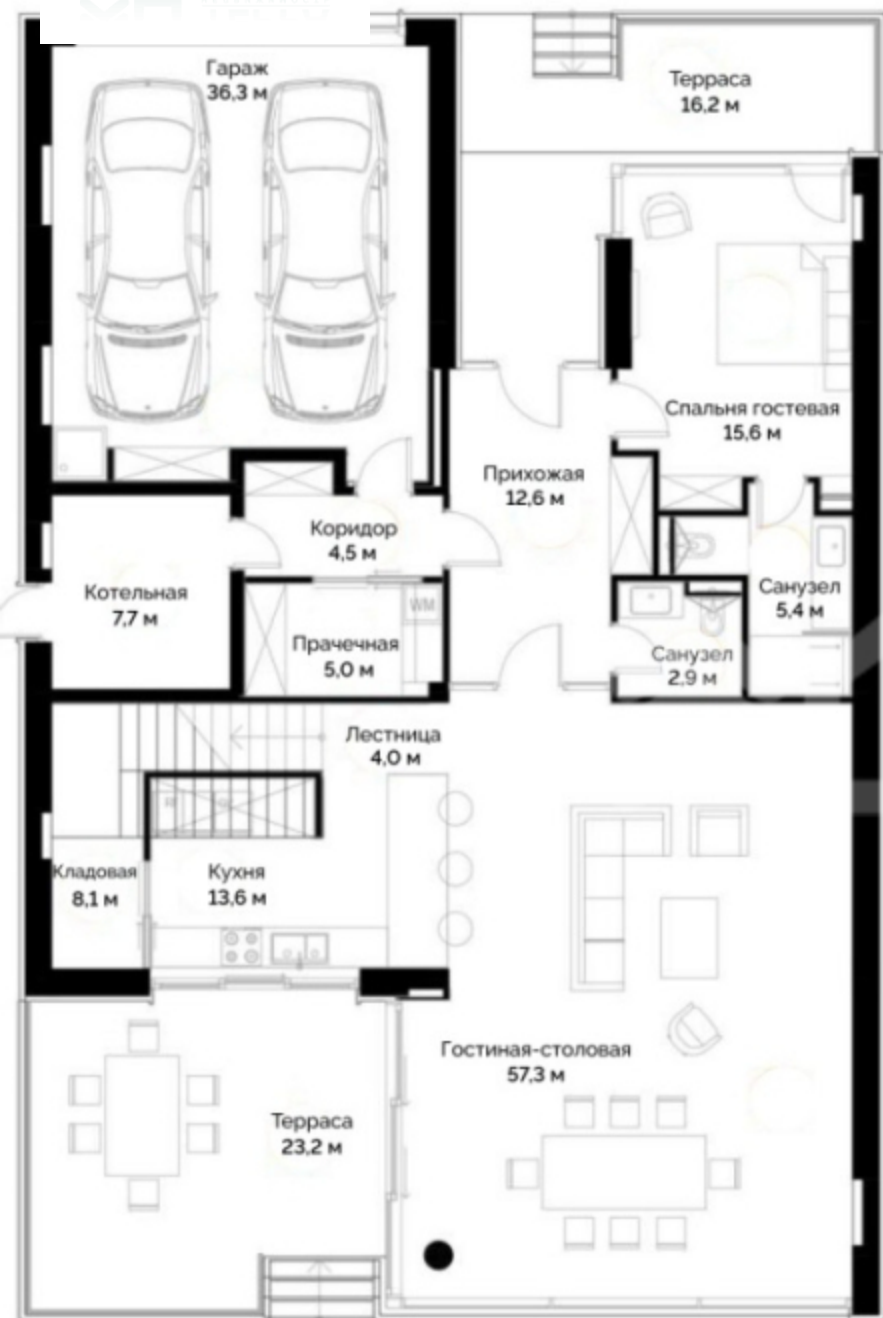 Гараж
36,3 м
Терраса
16,2 м
Спальня гостевая
15,6 м
Прихожая
12,6 м
Коридор
4,5 м
Котельная
7,7 м
Санузел
5,4 м
WM
Прачечная
5,0 м
Санузел
2,9 м
Лестница
4,0 м
Кладовая
8,1 м
Кухня
13,6 м
Гостиная-столовая
57,3 м
Терраса
23,2 м